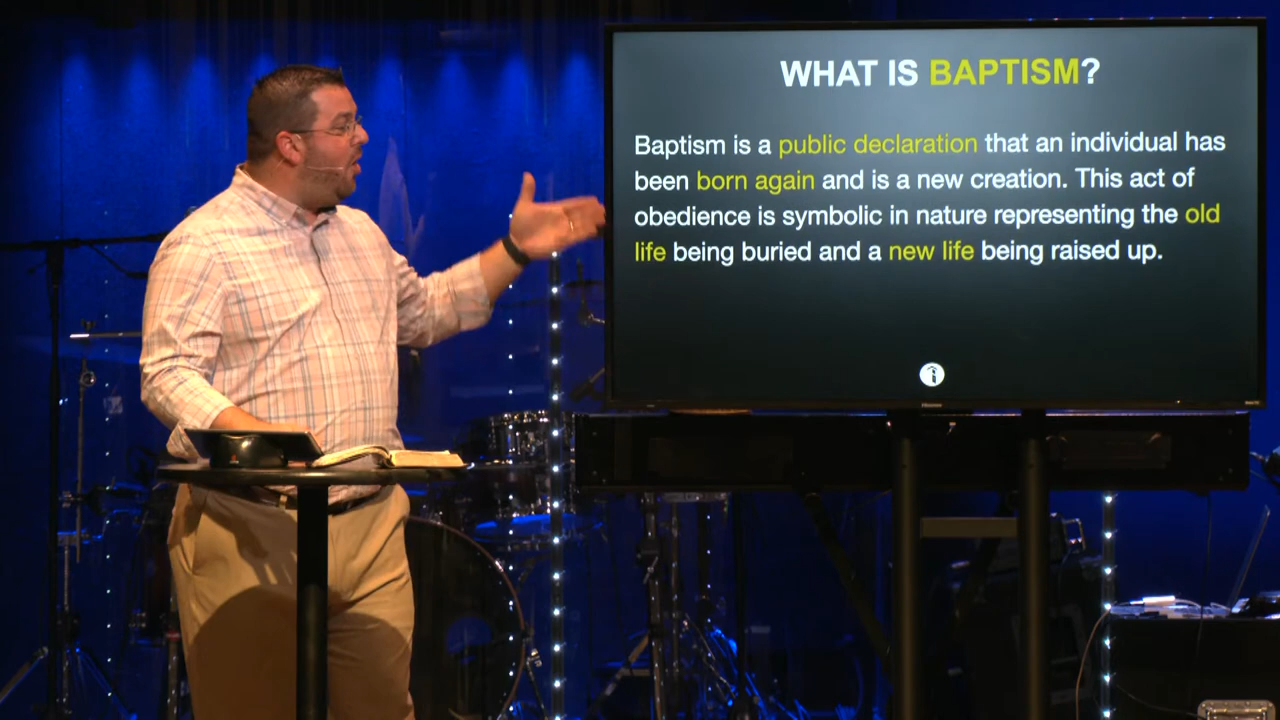 WHAT IS BAPTISM?
Baptism is a public declaration that an individual has
been born again and is a new creation. This act of
obedience is symbolic in nature representing the old
life being buried and a new life being raised up.
Hisense